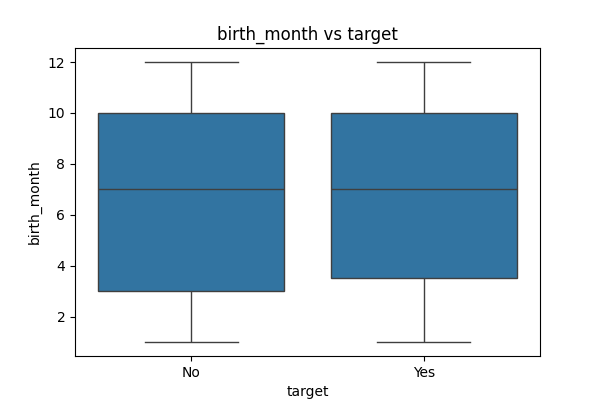 birth_month vs target
12
10
8
6
4
2
birth_month
No
Yes
target